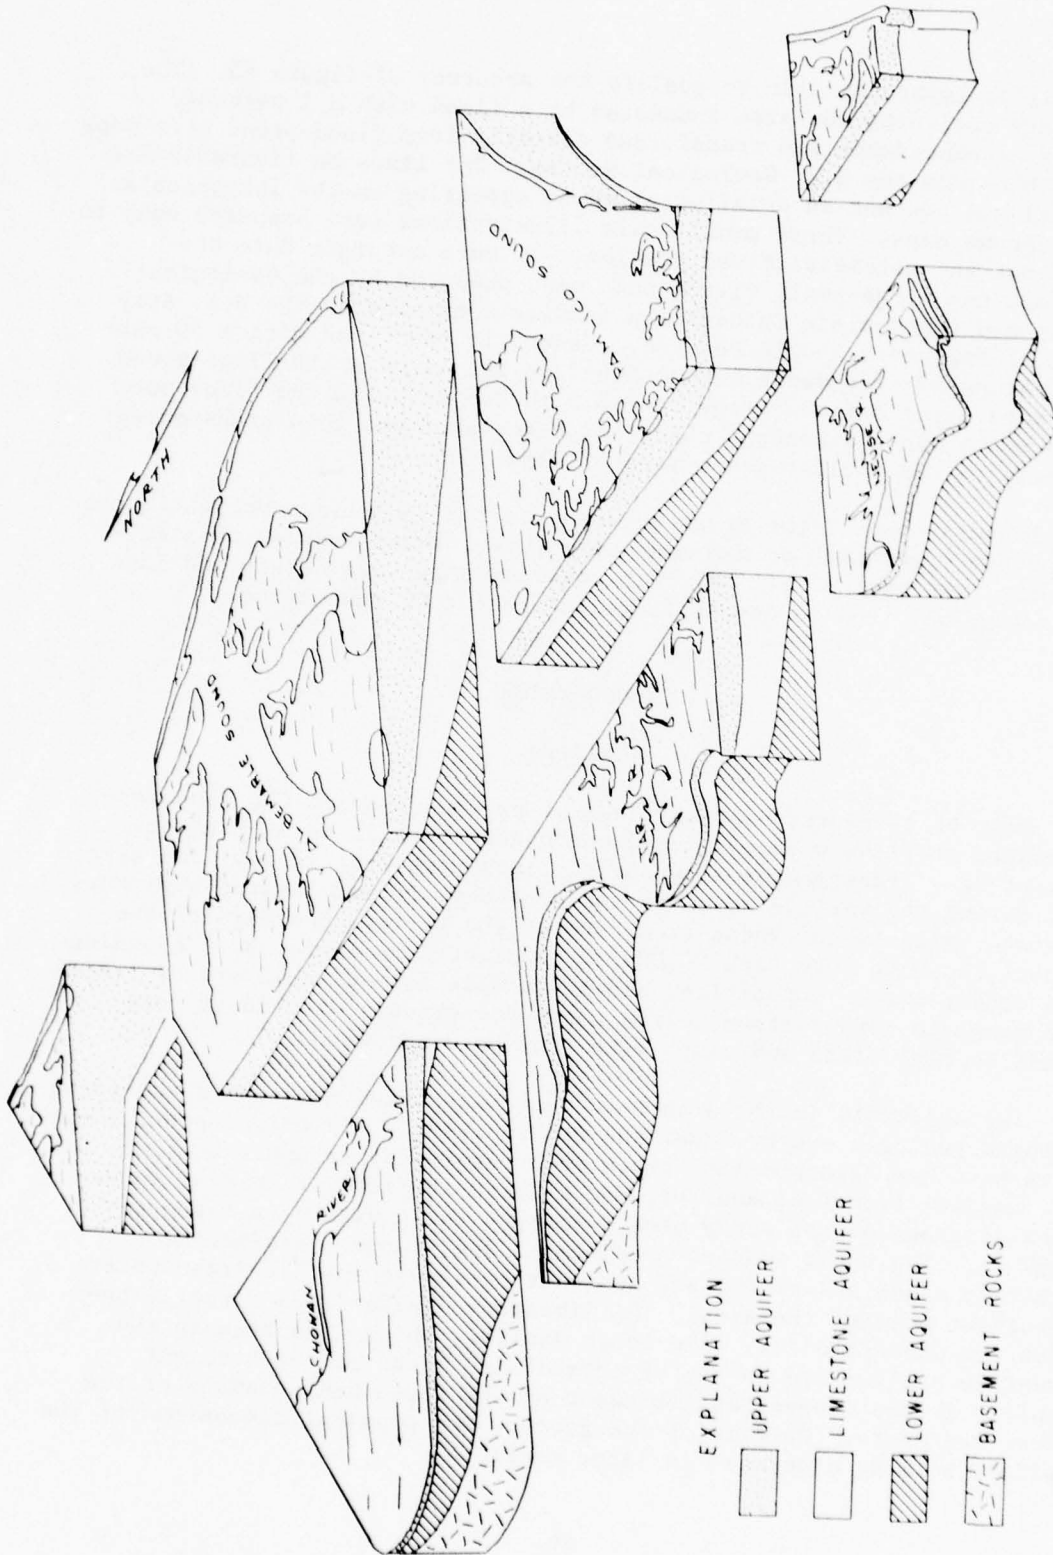 NORTH
ALBEMARLE SOUND
PAMLICO SOUND
CHOWAN RIVER
TAR R.
NEUSE R
EXPLANATION
UPPER AQUIFER
LIMESTONE AQUIFER
LOWER AQUIFER
BASEMENT ROCKS